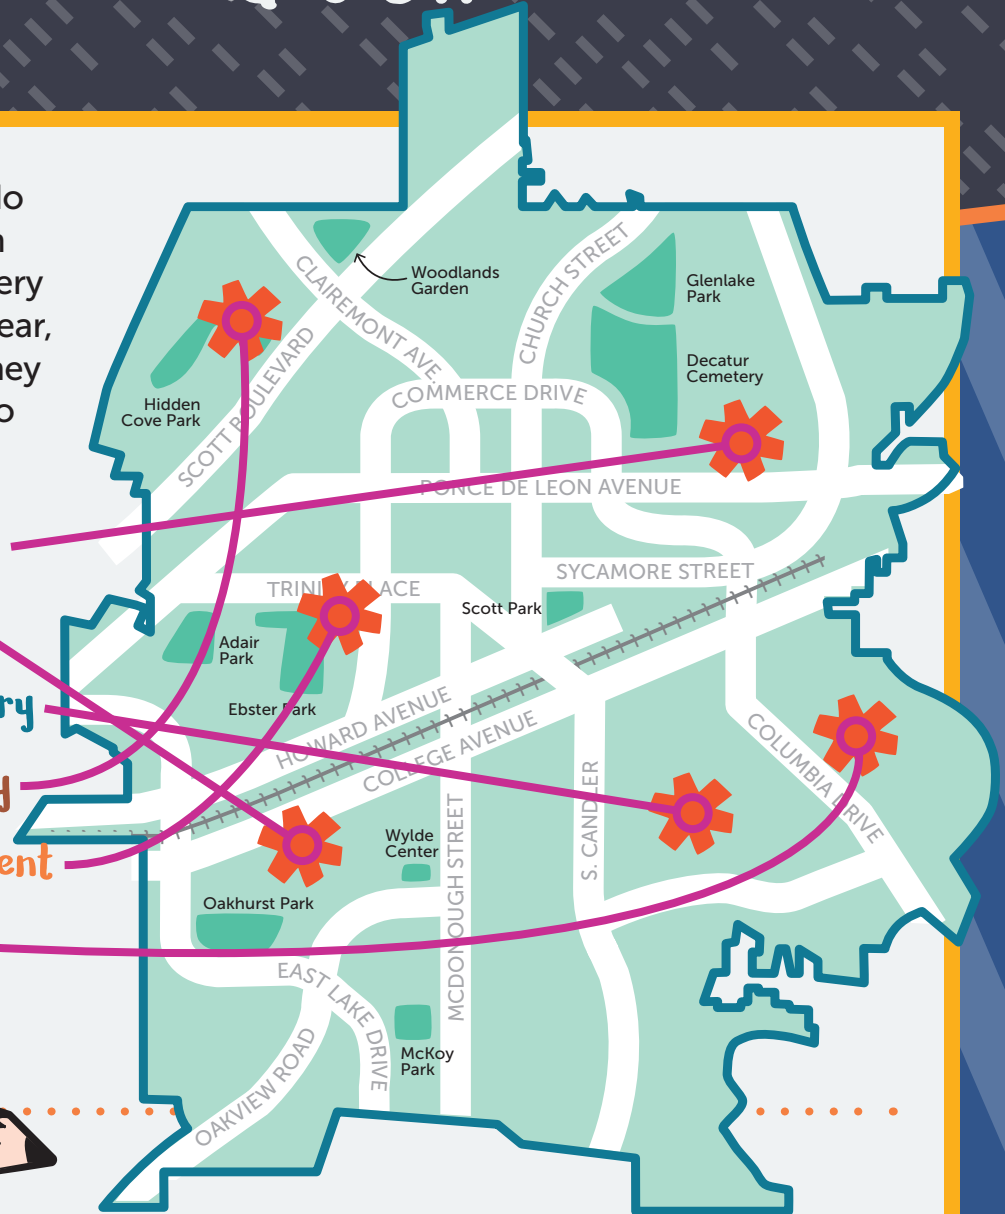 ery
ear,
Woodlands
Garden
CLAIREMONT AVE.
CHURCH STREET
Glenlake
Park
Decatur
Cemetery
Hidden
Cove Park
SCOTT BOULEVARD
COMMERCE DRIVE
PONCE DE LEON AVENUE
SYCAMORE STREET
TRINITY PLACE
Scott Park
Adair
Park
Ebster Park
ry
HOWARD AVENUE
COLLEGE AVENUE
COLUMBIA DRIVE
S. CANDLER
y
ent
Wylde
Center
MCDONOUGH STREET
Oakhurst Park
EAST LAKE DRIVE
McKoy
Park
OAKVIEW ROAD